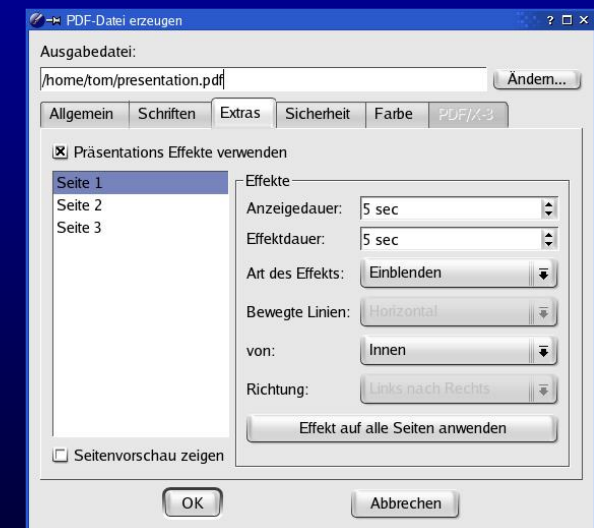 PDF-Datei erzeugen
Ausgabedatei:
/home/tom/presentation.pdf
Ändern...
Allgemein Schriften Extras Sicherheit Farbe PDF/X-3
Präsentations Effekte verwenden
Seite 1
Seite 2
Seite 3
Effekte
Anzeigedauer: 5 sec
Effektdauer: 5 sec
Art des Effekts: Einblenden
Bewegte Linien: Horizontal
von: Innen
Richtung: Links nach Rechts
Effekt auf alle Seiten anwenden
Seitenvorschau zeigen
OK Abbrechen